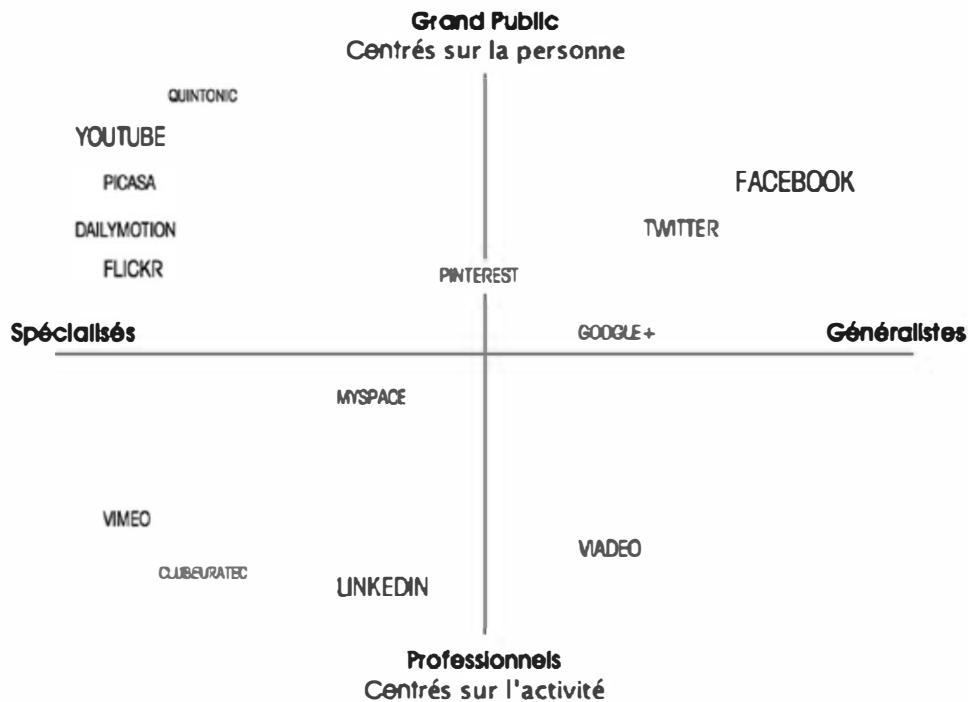 Grand Public
Centrés sur la personne
QUINTONIC
YOUTUBE
PICASA
FACEBOOK
DAILYMOTION
TWITTER
FLICKR
PINTEREST
Spécialisés
GOOGLE +
Généralistes
MYSPACE
VIMEO
VIADEO
CLUBEURATEC
LINKEDIN
Professionnels
Centrés sur l'activité